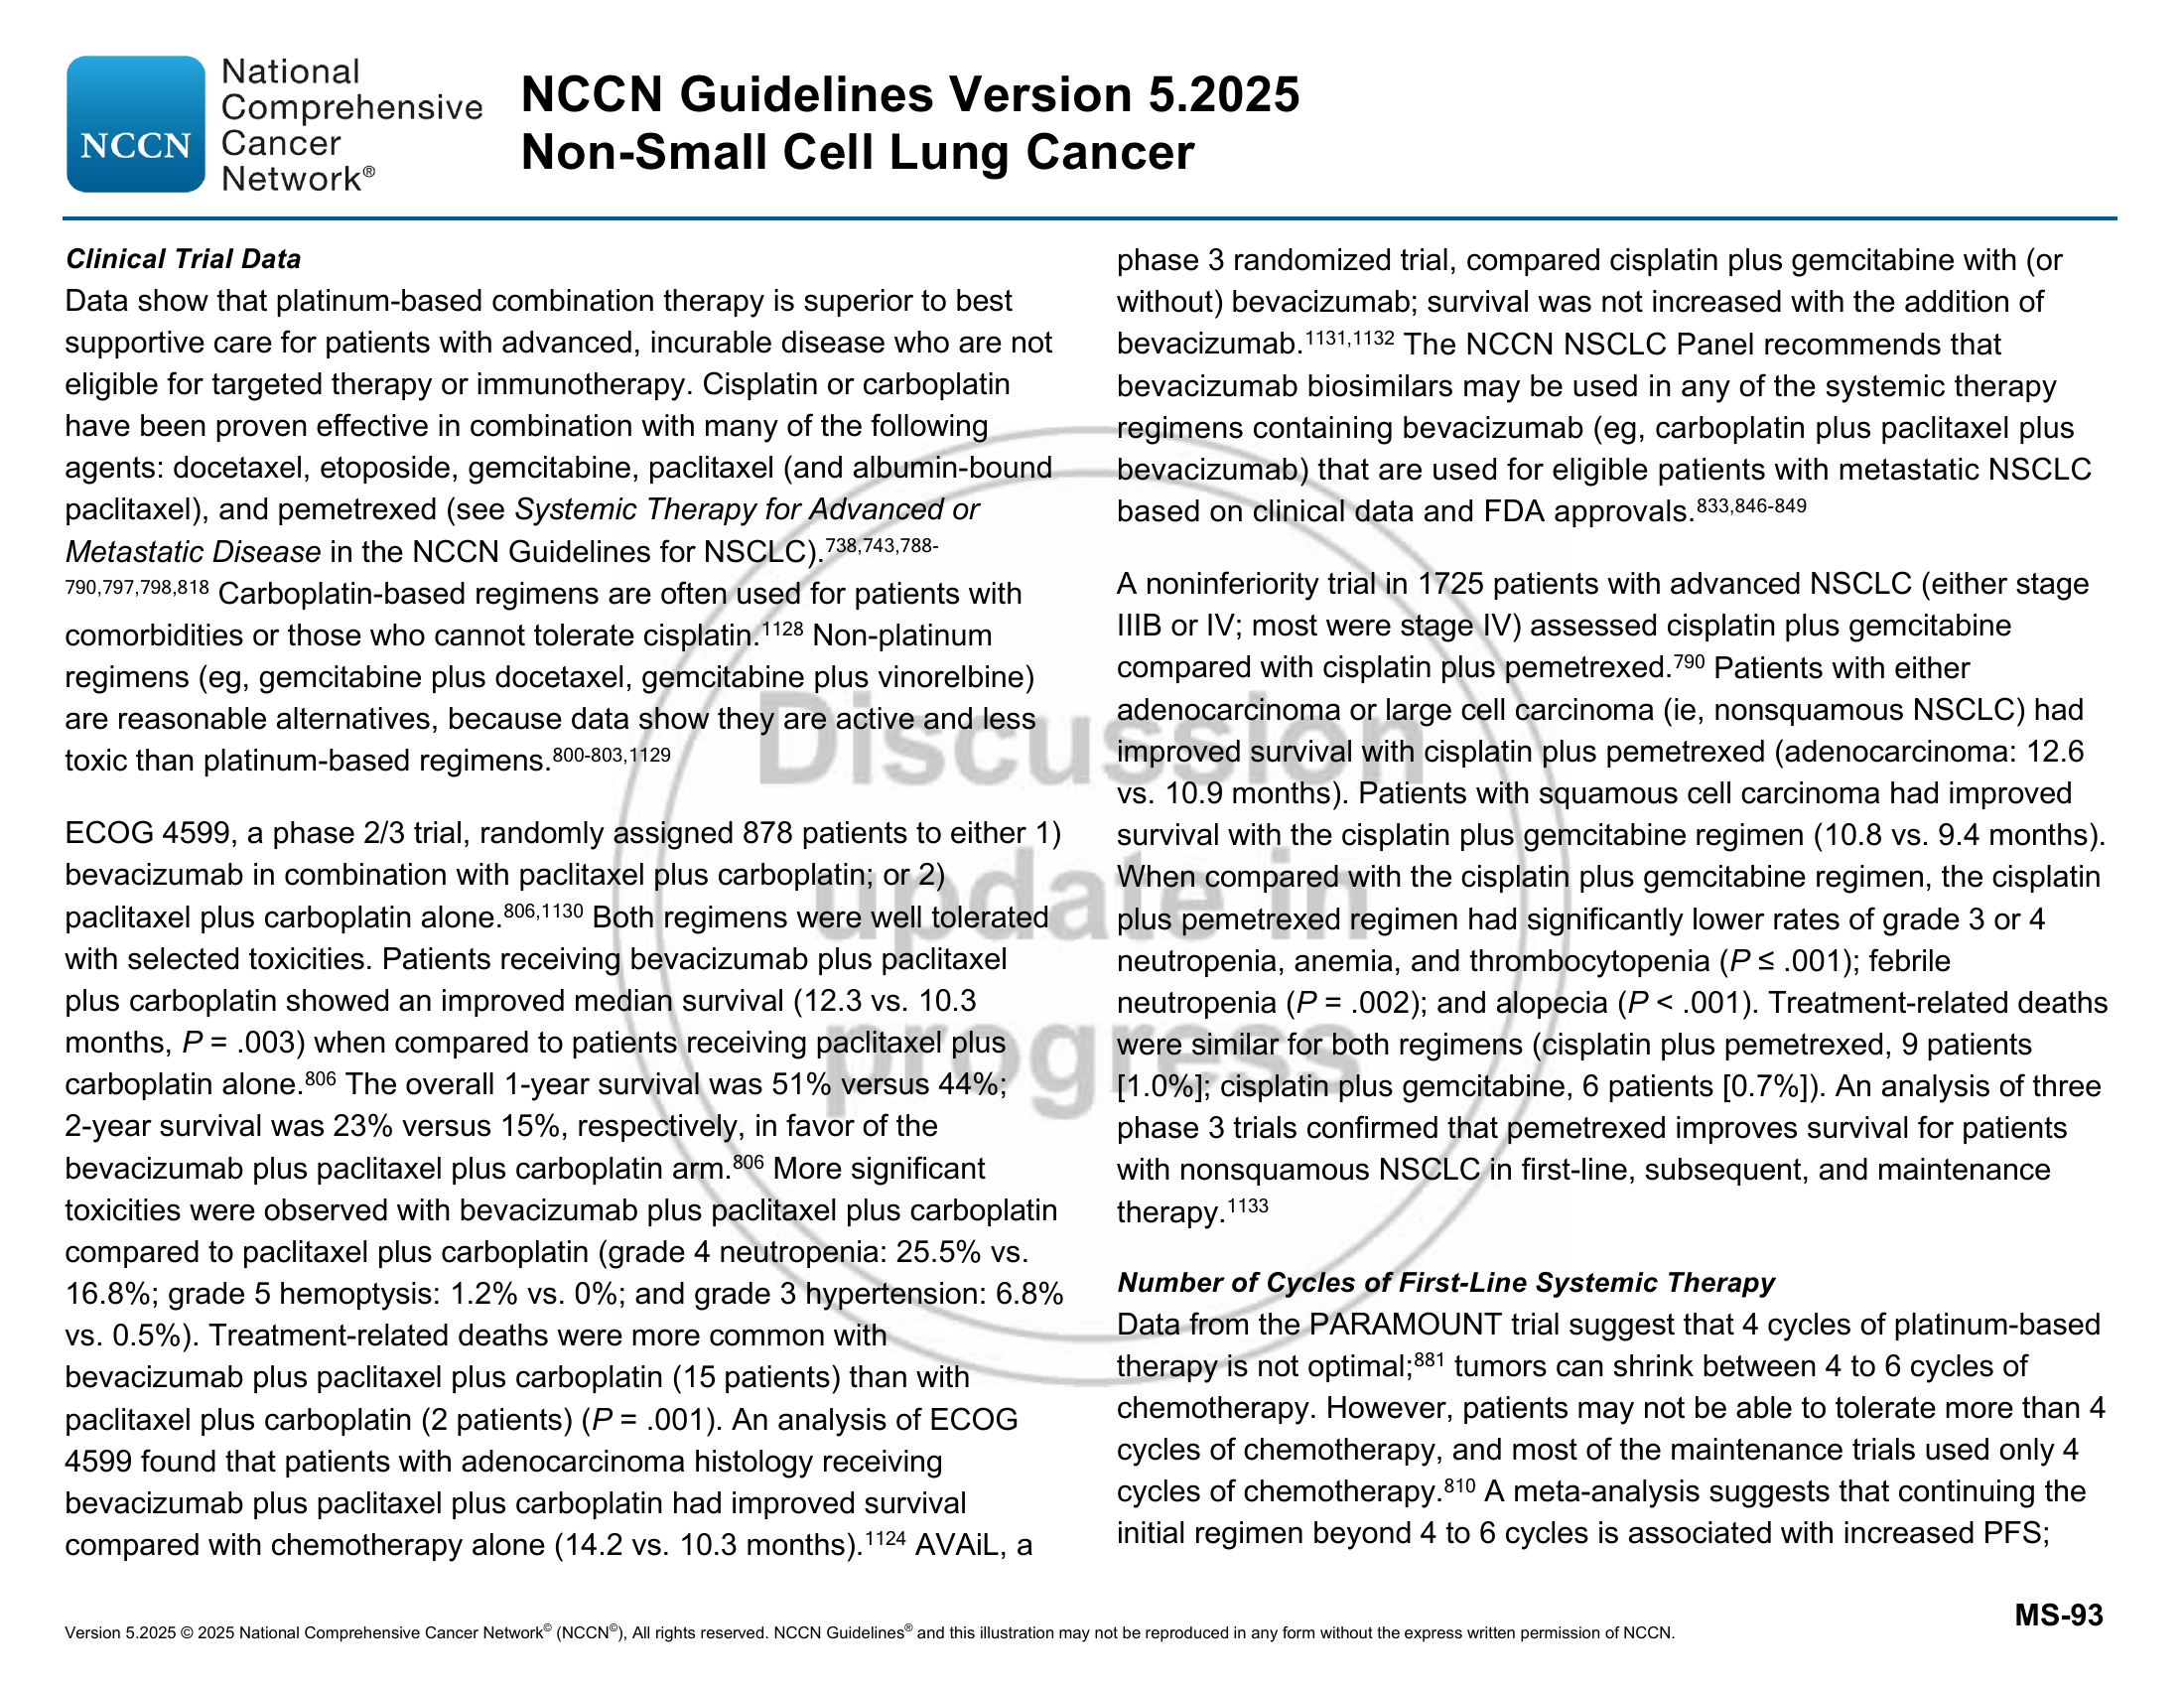 National
Comprehensive
Cancer
Network®
NCCN
NCCN Guidelines Version 5.2025
Non-Small Cell Lung Cancer
Clinical Trial Data
Data show that platinum-based combination therapy is superior to best
supportive care for patients with advanced, incurable disease who are not
eligible for targeted therapy or immunotherapy. Cisplatin or carboplatin
have been proven effective in combination with many of the following
agents: docetaxel, etoposide, gemcitabine, paclitaxel (and albumin-bound
paclitaxel), and pemetrexed (see Systemic Therapy for Advanced or
Metastatic Disease in the NCCN Guidelines for NSCLC).738,743,788-
790,797,798,818 Carboplatin-based regimens are often used for patients with
comorbidities or those who cannot tolerate cisplatin.1128 Non-platinum
regimens (eg, gemcitabine plus docetaxel, gemcitabine plus vinorelbine)
are reasonable alternatives, because data show they are active and less
toxic than platinum-based regimens.800-803,1129
ECOG 4599, a phase 2/3 trial, randomly assigned 878 patients to either 1)
bevacizumab in combination with paclitaxel plus carboplatin; or 2)
paclitaxel plus carboplatin alone.806,1130 Both regimens were well tolerated
with selected toxicities. Patients receiving bevacizumab plus paclitaxel
plus carboplatin showed an improved median survival (12.3 vs. 10.3
months, P = .003) when compared to patients receiving paclitaxel plus
carboplatin alone.806 The overall 1-year survival was 51% versus 44%;
2-year survival was 23% versus 15%, respectively, in favor of the
bevacizumab plus paclitaxel plus carboplatin arm.806 More significant
toxicities were observed with bevacizumab plus paclitaxel plus carboplatin
compared to paclitaxel plus carboplatin (grade 4 neutropenia: 25.5% vs.
16.8%; grade 5 hemoptysis: 1.2% vs. 0%; and grade 3 hypertension: 6.8%
vs. 0.5%). Treatment-related deaths were more common with
bevacizumab plus paclitaxel plus carboplatin (15 patients) than with
paclitaxel plus carboplatin (2 patients) (P = .001). An analysis of ECOG
4599 found that patients with adenocarcinoma histology receiving
bevacizumab plus paclitaxel plus carboplatin had improved survival
compared with chemotherapy alone (14.2 vs. 10.3 months).1124 AVAiL, a
phase 3 randomized trial, compared cisplatin plus gemcitabine with (or
without) bevacizumab; survival was not increased with the addition of
bevacizumab.1131,1132 The NCCN NSCLC Panel recommends that
bevacizumab biosimilars may be used in any of the systemic therapy
regimens containing bevacizumab (eg, carboplatin plus paclitaxel plus
bevacizumab) that are used for eligible patients with metastatic NSCLC
based on clinical data and FDA approvals.833,846-849
A noninferiority trial in 1725 patients with advanced NSCLC (either stage
IIIB or IV; most were stage IV) assessed cisplatin plus gemcitabine
compared with cisplatin plus pemetrexed.790 Patients with either
adenocarcinoma or large cell carcinoma (ie, nonsquamous NSCLC) had
improved survival with cisplatin plus pemetrexed (adenocarcinoma: 12.6
vs. 10.9 months). Patients with squamous cell carcinoma had improved
survival with the cisplatin plus gemcitabine regimen (10.8 vs. 9.4 months).
When compared with the cisplatin plus gemcitabine regimen, the cisplatin
plus pemetrexed regimen had significantly lower rates of grade 3 or 4
neutropenia, anemia, and thrombocytopenia (P ≤ .001); febrile
neutropenia (P = .002); and alopecia (P < .001). Treatment-related deaths
were similar for both regimens (cisplatin plus pemetrexed, 9 patients
[1.0%]; cisplatin plus gemcitabine, 6 patients [0.7%]). An analysis of three
phase 3 trials confirmed that pemetrexed improves survival for patients
with nonsquamous NSCLC in first-line, subsequent, and maintenance
therapy.1133
Number of Cycles of First-Line Systemic Therapy
Data from the PARAMOUNT trial suggest that 4 cycles of platinum-based
therapy is not optimal;881 tumors can shrink between 4 to 6 cycles of
chemotherapy. However, patients may not be able to tolerate more than 4
cycles of chemotherapy, and most of the maintenance trials used only 4
cycles of chemotherapy.810 A meta-analysis suggests that continuing the
initial regimen beyond 4 to 6 cycles is associated with increased PFS;
Discussion
update in
progress
MS-93
Version 5.2025 © 2025 National Comprehensive Cancer Network© (NCCN©), All rights reserved. NCCN Guidelines® and this illustration may not be reproduced in any form without the express written permission of NCCN.